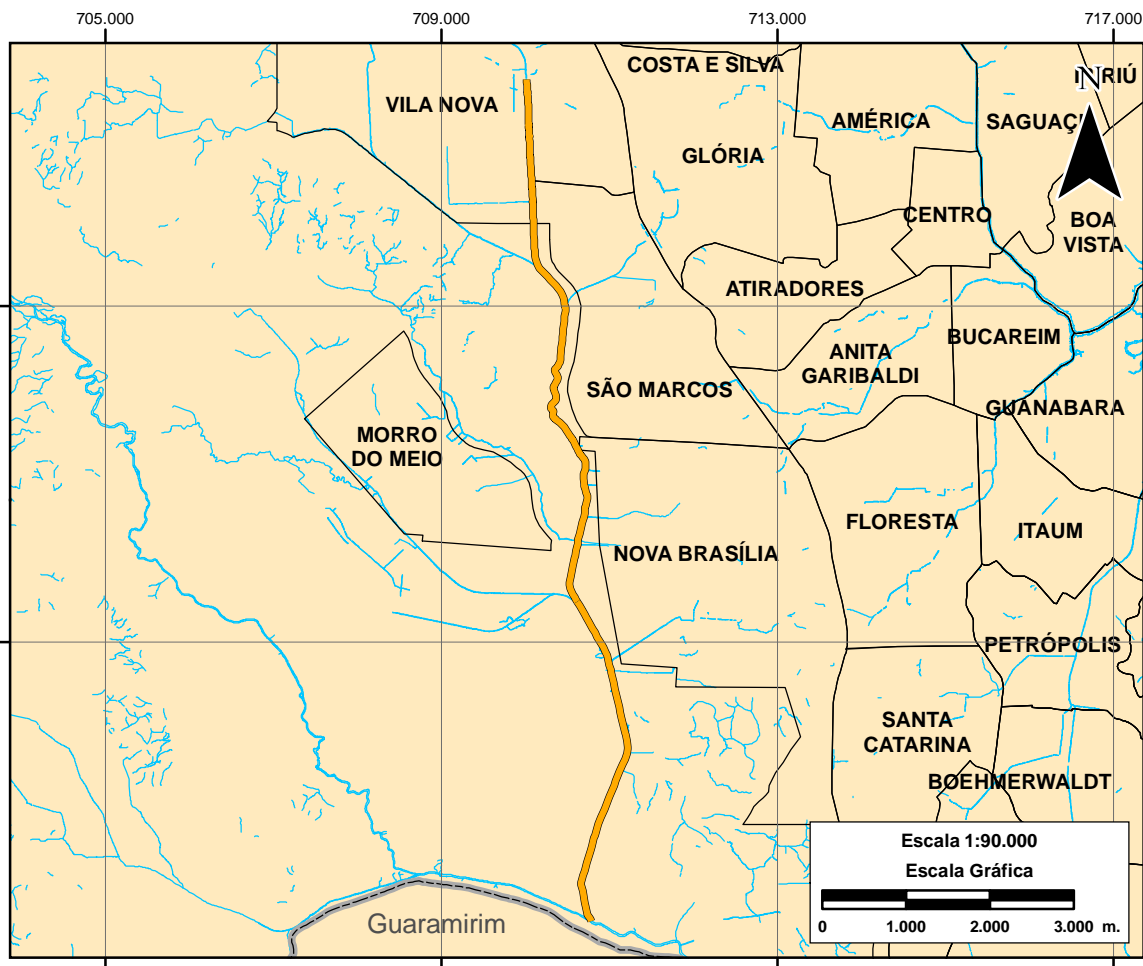 705.000
709.000
713.000
717.000
COSTA E SILVA
VILA NOVA
N
AMÉRICA
GLÓRIA
CENTRO
BOA
VISTA
ATIRADORES
BUCAREIM
ANITA
GARIBALDI
SÃO MARCOS
GUANABARA
MORRO
DO MEIO
FLORESTA
ITAUM
NOVA BRASÍLIA
PETRÓPOLIS
SANTA
CATARINA
BOEHMERWALDT
Escala 1:90.000
Escala Gráfica
0 1.000 2.000 3.000 m.
Guaramirim